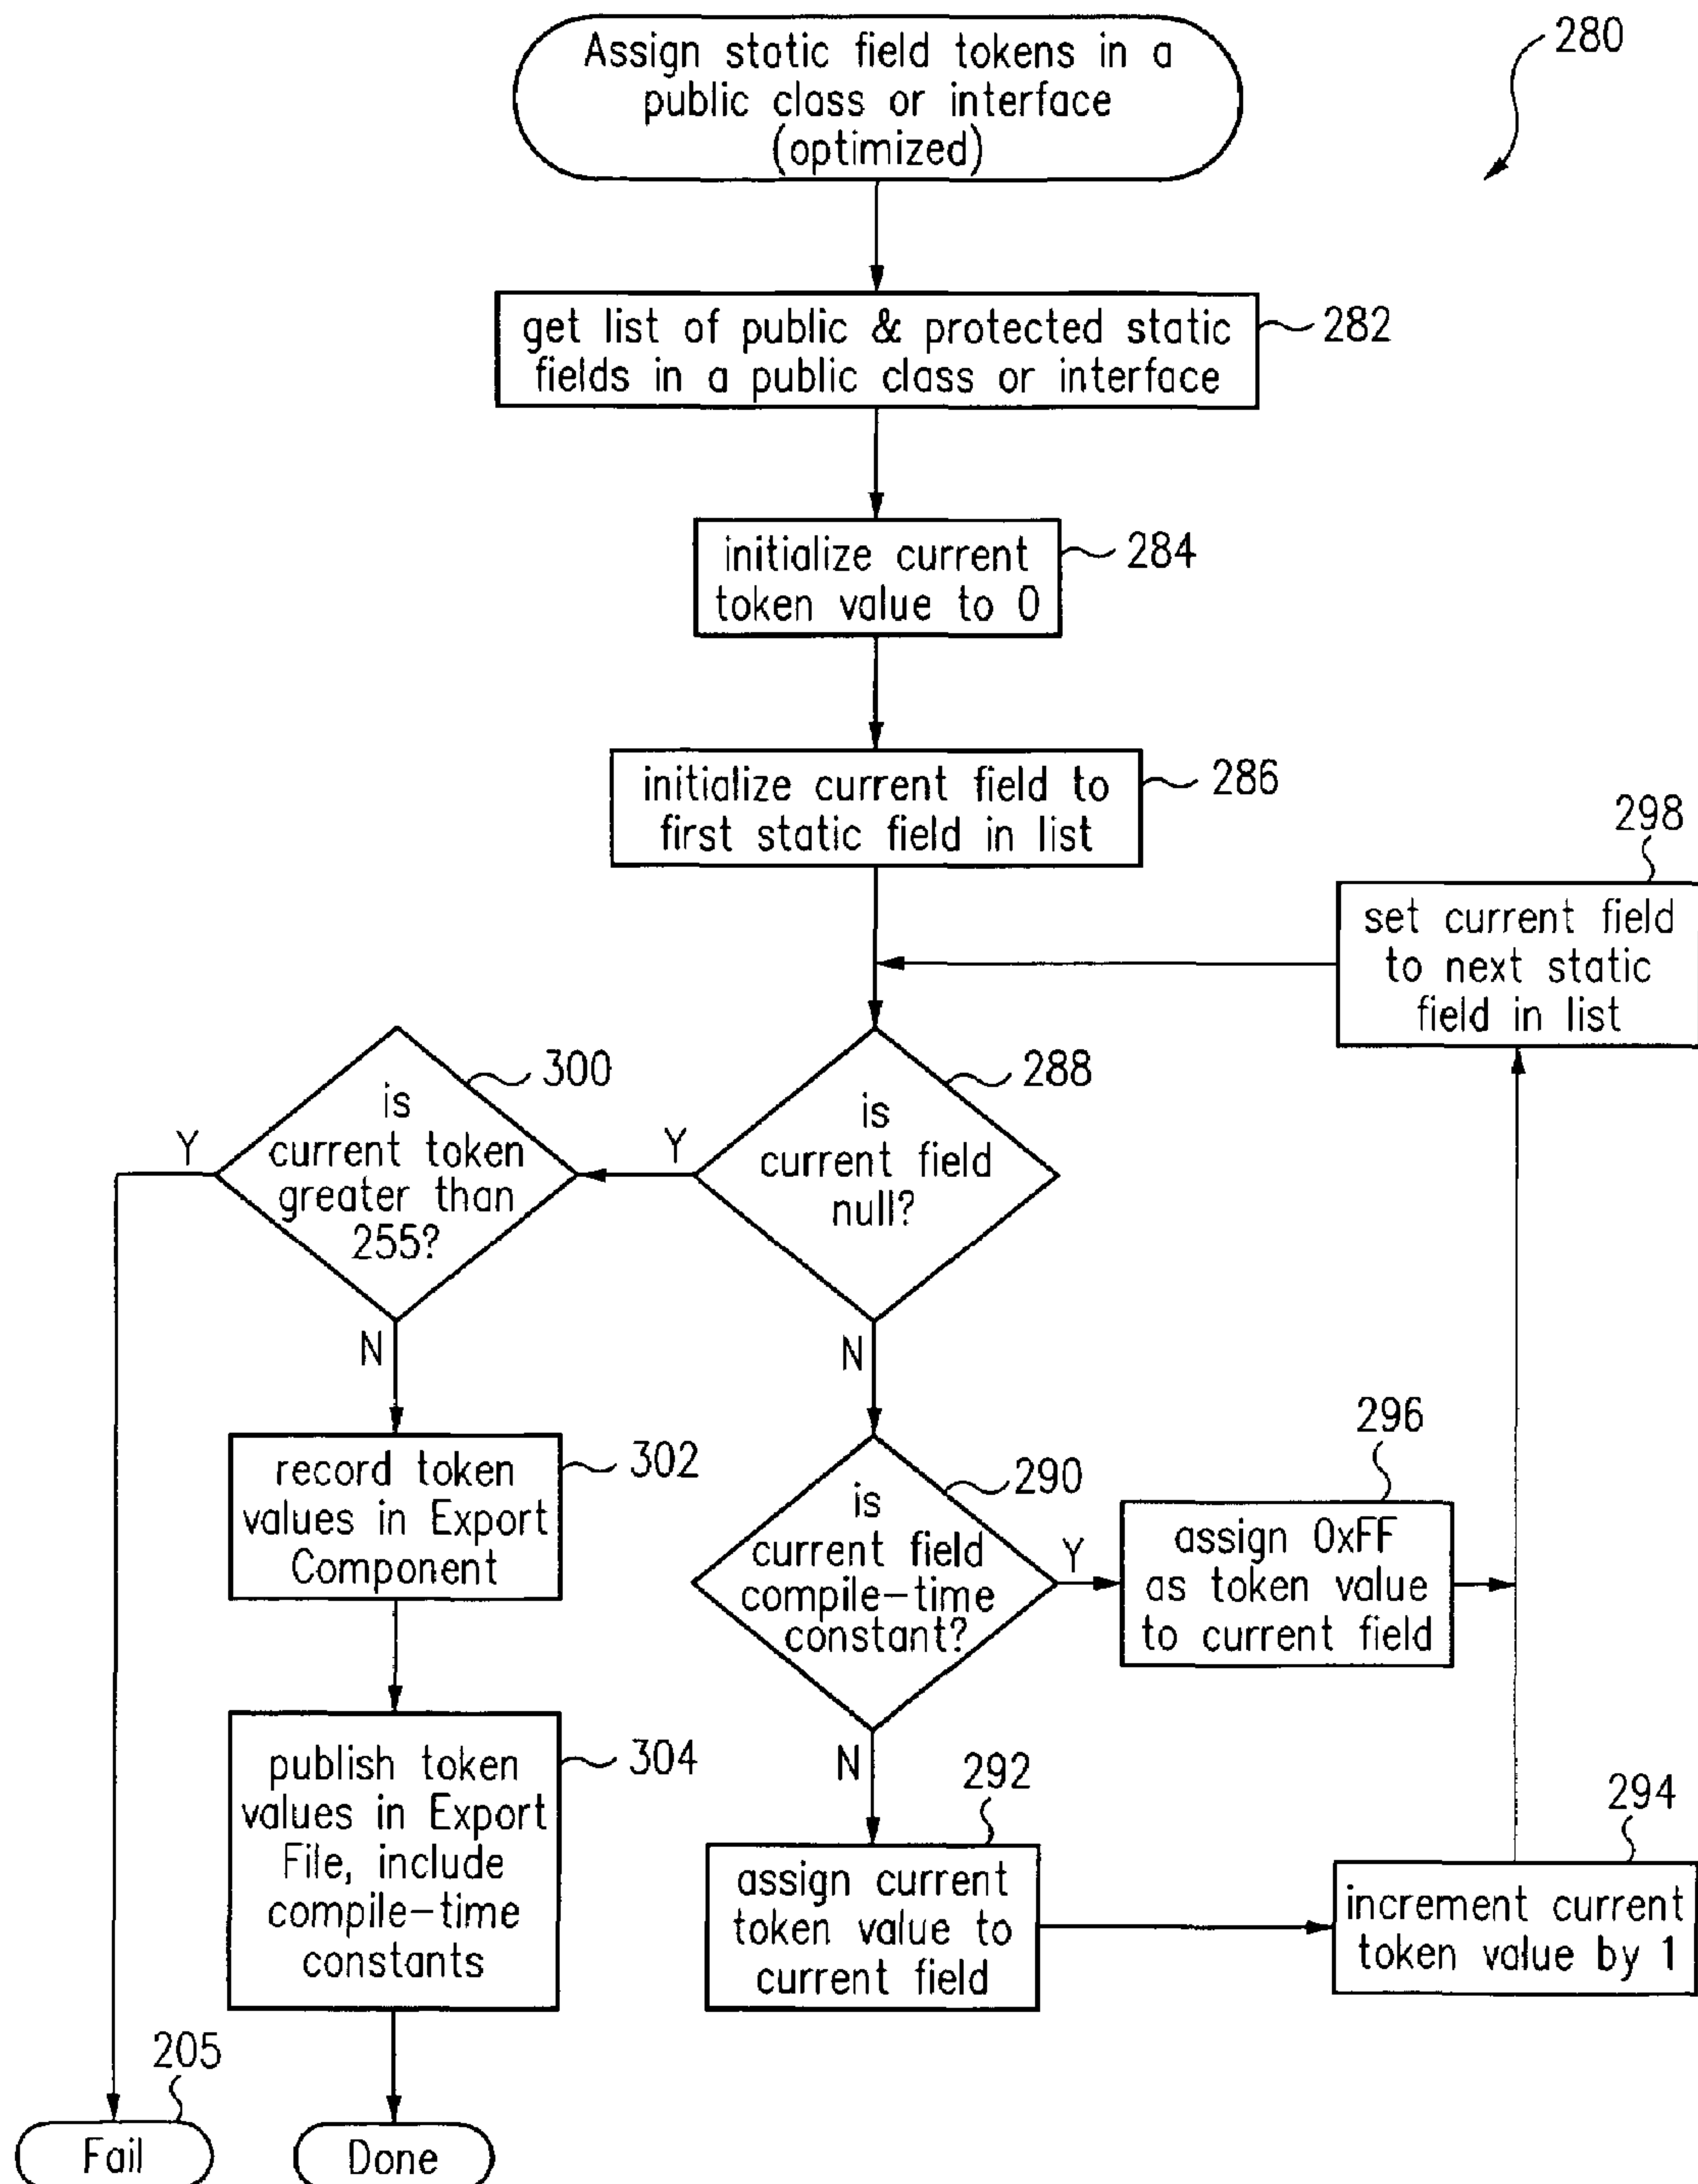 Assign static field tokens in a
public class or interface
(optimized)
280
get list of public & protected static
fields in a public class or interface
282
initialize current
token value to 0
284
initialize current field to
first static field in list
286
298
set current field
to next static
field in list
300
is
current token
greater than
255?
Y
N
288
is
current field
null?
Y
N
record token
values in Export
Component
302
290
is
current field
compile-time
constant?
Y
N
296
assign 0xFF
as token value
to current field
publish token
values in Export
File, include
compile-time
constants
304
292
assign current
token value to
current field
294
increment current
token value by 1
205
Fail
Done